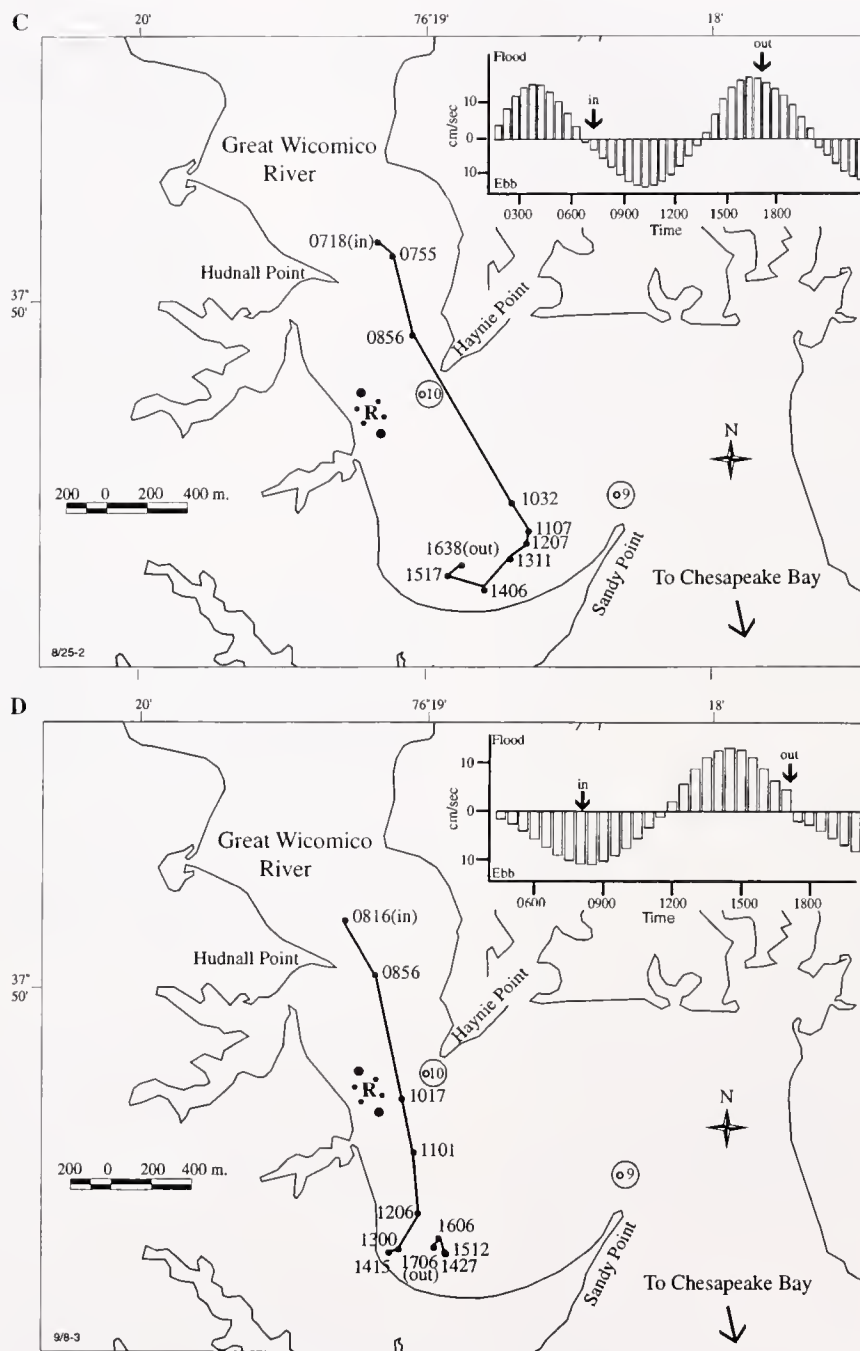 C
20'
76°19'
18'
out
Flood
in
10
0
10
cm/sec
Ebb
0300 0600 0900 1200 1500 1800
Time
Great Wicomico
River
0718(in)
0755
Hudnall Point
37°
50'
0856
Haynie Point
10
R
N
9
200 0 200 400 m.
1032
1107
1207
1638(out)
1311
1517
1406
Sandy Point
To Chesapeake Bay
8/25-2
D
20'
76°19'
18'
Flood
out
in
10
0
10
cm/sec
Ebb
0600 0900 1200 1500 1800
Time
Great Wicomico
River
0816(in)
Hudnall Point
0856
37°
50'
Haynie Point
10
R
1017
N
1101
9
200 0 200 400 m.
1206
1606
1300
1706
(out)
1512
1415
1427
Sandy Point
To Chesapeake Bay
9/8-3